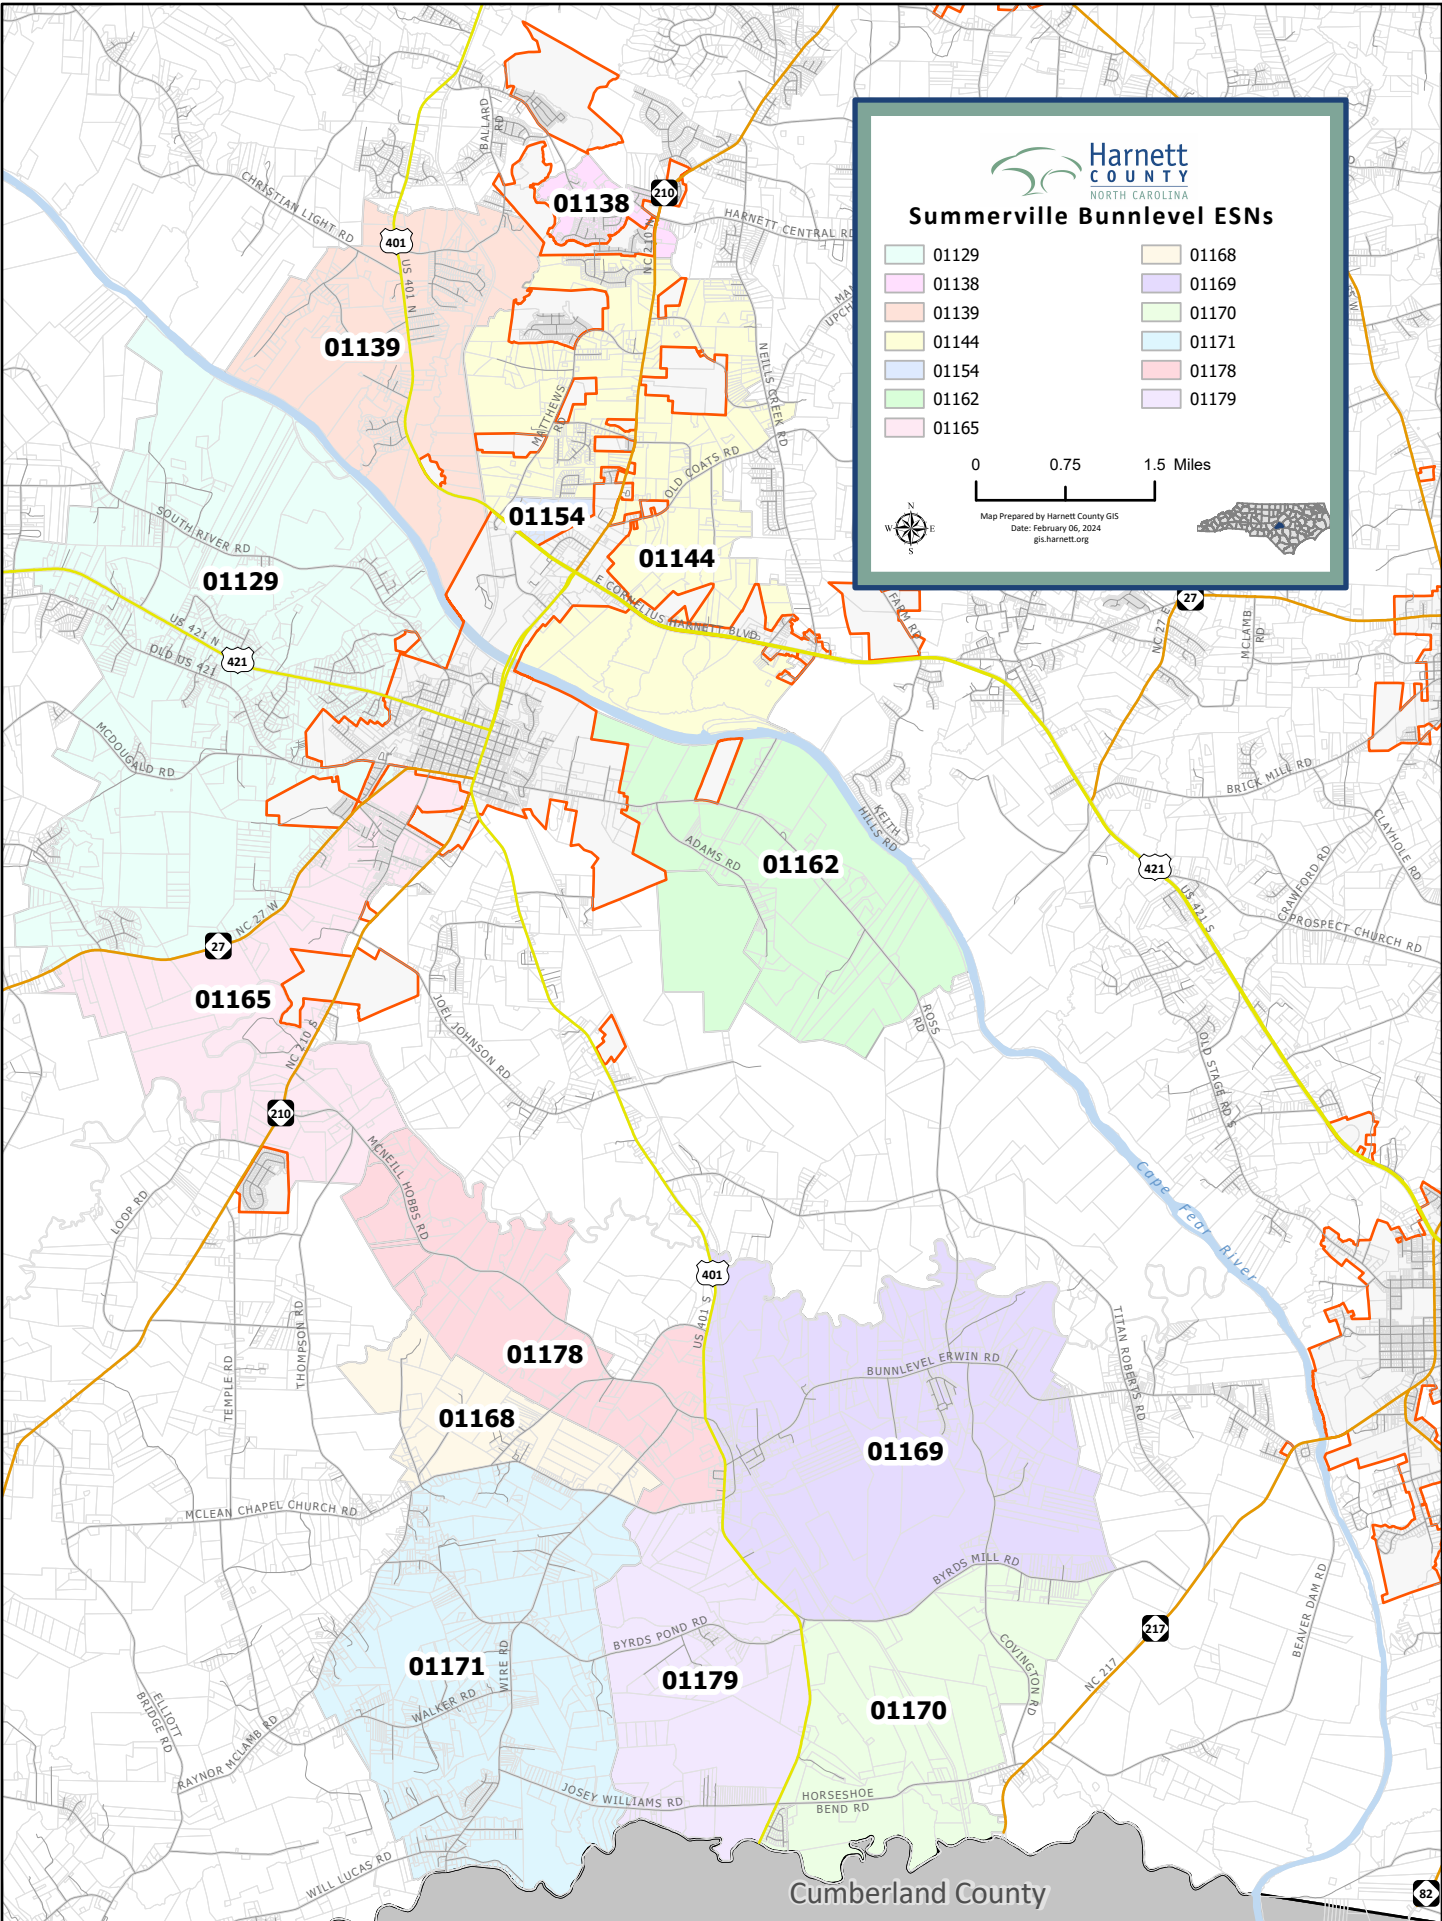 Harnett
COUNTY
NORTH CAROLINA
Summerville Bunnlevel ESNs
01129
01138
01139
01144
01154
01162
01165
01168
01169
01170
01171
01178
01179
0 0.75 1.5 Miles
N
W E
S
Map Prepared by Harnett County GIS
Date: February 06, 2024
gis.harnett.org
BALLARD
RD
CHRISTIAN LIGHT RD
01138
210
HARNETT CENTRAL RD
NC 210 N
401
US 401 N
01139
MATTHEWS
RD
NEILLS CREEK RD
OLD COATS RD
01154
01144
SOUTH RIVER RD
01129
E CORNELIUS HARNETT BLVD
FARM RD
27
NC 27 E
MCLAMB
RD
US 421 N
OLD US 421
421
MCDOUGALD RD
BRICK MILL RD
KEITH
HILLS RD
ADAMS RD
01162
CLAYHOLE RD
CRAWFORD RD
421
US 421 S
PROSPECT CHURCH RD
NC 27 W
27
01165
JOEL JOHNSON RD
ROSS
RD
NC 210 S
OLD STAGE RD S
210
MCNEILL HOBBS RD
LOOP RD
Cape Fear River
401
US 401 S
TITAN ROBERTS RD
THOMPSON RD
TEMPLE RD
01178
BUNNLEVEL ERWIN RD
01168
01169
MCLEAN CHAPEL CHURCH RD
BYRDS MILL RD
BEAVER DAM RD
BYRDS POND RD
217
NC 217
COVINGTON RD
WIRE RD
01171
01179
01170
WALKER RD
ELLIOTT
BRIDGE RD
RAYNOR MCLAMB RD
JOSEY WILLIAMS RD
HORSESHOE
BEND RD
WILL LUCAS RD
Cumberland County
82